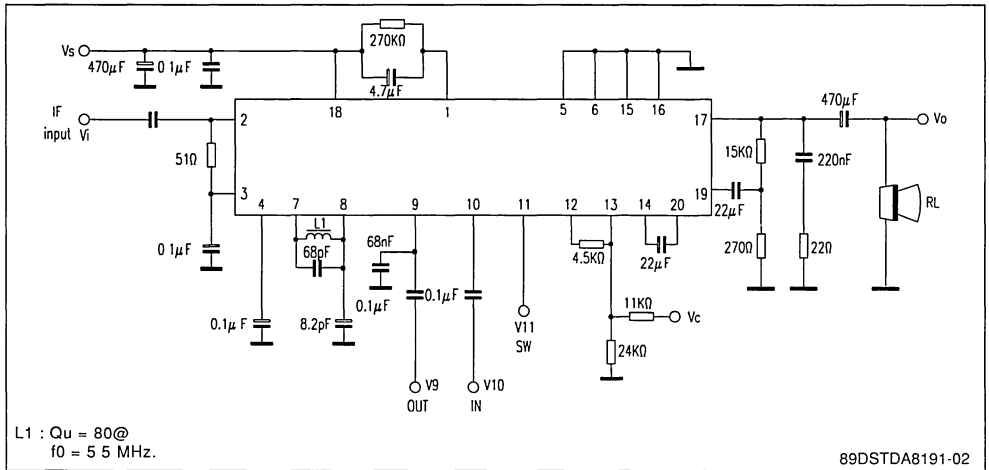 270KΩ
Vs
470µF
0 1µF
4.7µF
5
6
15
16
18
1
470µF
IF
input
Vi
2
17
Vo
51Ω
15KΩ
220nF
3
19
RL
4
7
8
9
10
11
12
13
14
20
22µF
L1
68nF
0 1µF
68pF
4.5KΩ
22µF
270Ω
22Ω
0.1µF
0.1µF
11KΩ
Vc
0.1µ F
8.2pF
V11
SW
24KΩ
V9
V10
OUT
IN
L1 : Qu = 80@
f0 = 5 5 MHz.
89DSTDA8191-02